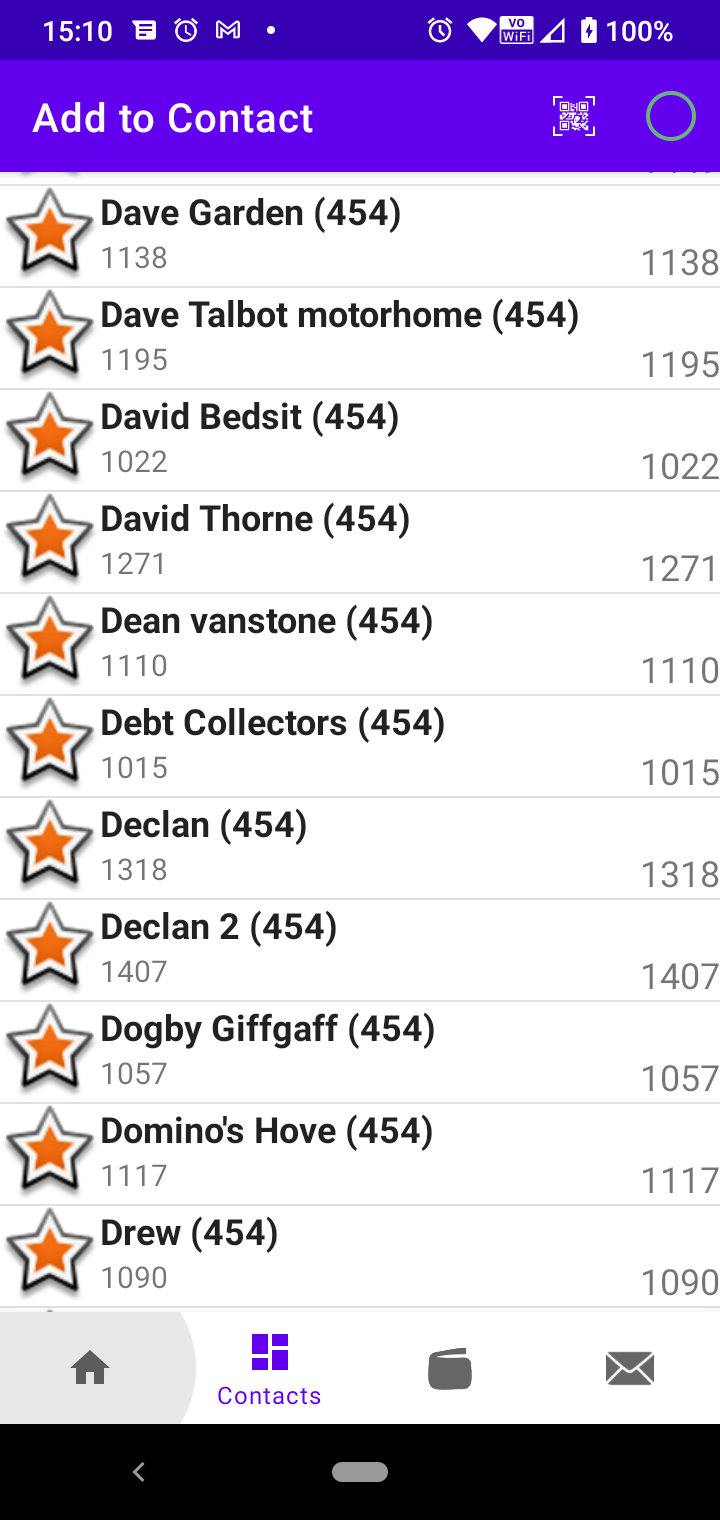 15:10
VO
WiFi
100%
Add to Contact
Dave Garden (454)
1138
1138
Dave Talbot motorhome (454)
1195
1195
David Bedsit (454)
1022
1022
David Thorne (454)
1271
1271
Dean vanstone (454)
1110
1110
Debt Collectors (454)
1015
1015
Declan (454)
1318
1318
Declan 2 (454)
1407
1407
Dogby Giffgaff (454)
1057
1057
Domino's Hove (454)
1117
1117
Drew (454)
1090
1090
Contacts